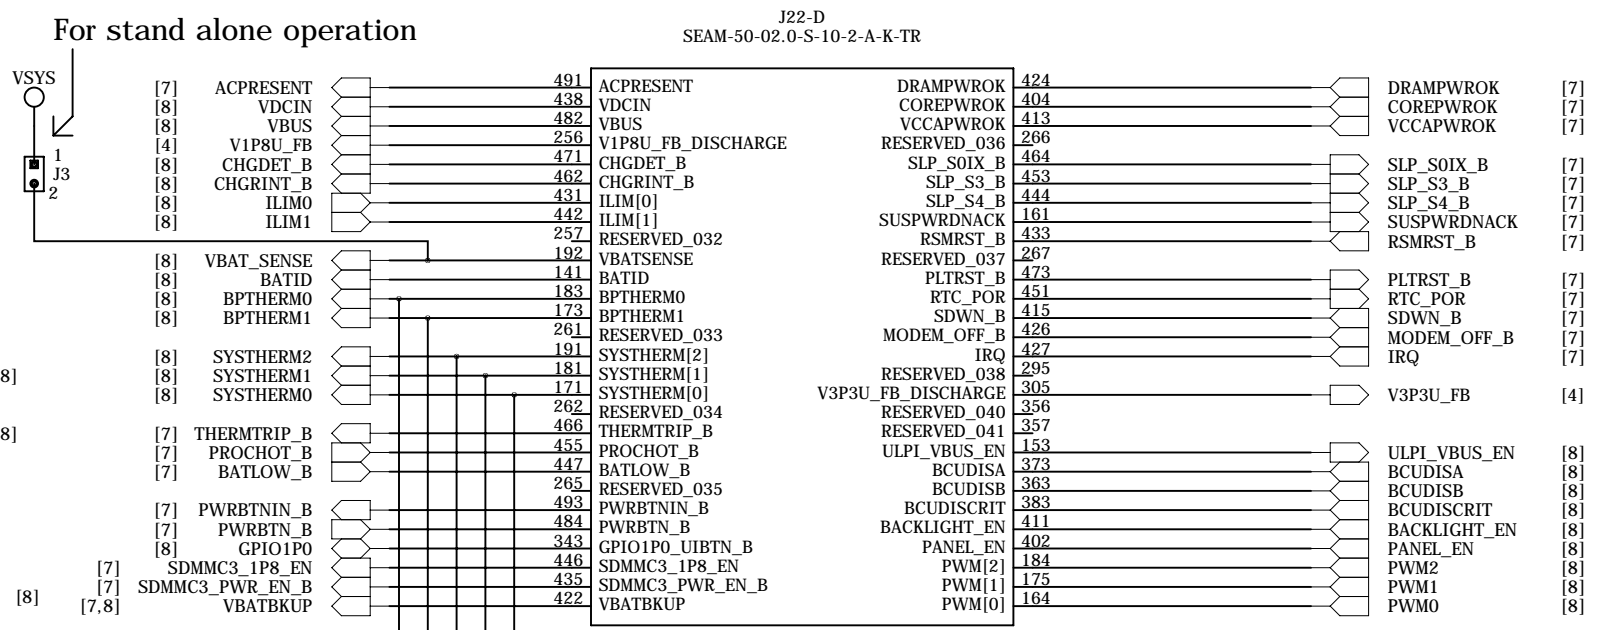 J22-D
For stand alone operation
SEAM-50-02.0-S-10-2-A-K-TR
VSYS
1
J3
2
[7] ACPRESENT 491 ACPRESENT DRAMPWROK 424 DRAMPWROK [7]
[8] VDCIN 438 VDCIN COREPWROK 404 COREPWROK [7]
[8] VBUS 482 VBUS VCCAPWROK 413 VCCAPWROK [7]
[4] V1P8U_FB 256 V1P8U_FB_DISCHARGE RESERVED_036 266
[8] CHGDET_B 471 CHGDET_B SLP_S0IX_B 464 SLP_S0IX_B [7]
[8] CHGRINT_B 462 CHGRINT_B SLP_S3_B 453 SLP_S3_B [7]
[8] ILIM0 431 ILIM[0] SLP_S4_B 444 SLP_S4_B [7]
[8] ILIM1 442 ILIM[1] SUSPWRDNACK 161 SUSPWRDNACK [7]
257 RESERVED_032 RSMRST_B 433 RSMRST_B [7]
[8] VBAT_SENSE 192 VBATSENSE RESERVED_037 267
[8] BATID 141 BATID PLTRST_B 473 PLTRST_B [7]
[8] BPTHERM0 183 BPTHERM0 RTC_POR 451 RTC_POR [7]
[8] BPTHERM1 173 BPTHERM1 SDWN_B 415 SDWN_B [7]
261 RESERVED_033 MODEM_OFF_B 426 MODEM_OFF_B [7]
[8] SYSTHERM2 191 SYSTHERM[2] IRQ 427 IRQ [7]
8] [8] SYSTHERM1 181 SYSTHERM[1] RESERVED_038 295
[8] SYSTHERM0 171 SYSTHERM[0] V3P3U_FB_DISCHARGE 305 V3P3U_FB [4]
262 RESERVED_034 RESERVED_040 356
8] [7] THERMTRIP_B 466 THERMTRIP_B RESERVED_041 357
[7] PROCHOT_B 455 PROCHOT_B ULPI_VBUS_EN 153 ULPI_VBUS_EN [8]
[7] BATLOW_B 447 BATLOW_B BCUDISA 373 BCUDISA [8]
265 RESERVED_035 BCUDISB 363 BCUDISB [8]
[7] PWRBTNIN_B 493 PWRBTNIN_B BCUDISCRIT 383 BCUDISCRIT [8]
[7] PWRBTN_B 484 PWRBTN_B BACKLIGHT_EN 411 BACKLIGHT_EN [8]
[8] GPIO1P0 343 GPIO1P0_UIBTN_B PANEL_EN 402 PANEL_EN [8]
[7] SDMMC3_1P8_EN 446 SDMMC3_1P8_EN PWM[2] 184 PWM2 [8]
[7] SDMMC3_PWR_EN_B 435 SDMMC3_PWR_EN_B PWM[1] 175 PWM1 [8]
[8] [7,8] VBATBKUP 422 VBATBKUP PWM[0] 164 PWM0 [8]